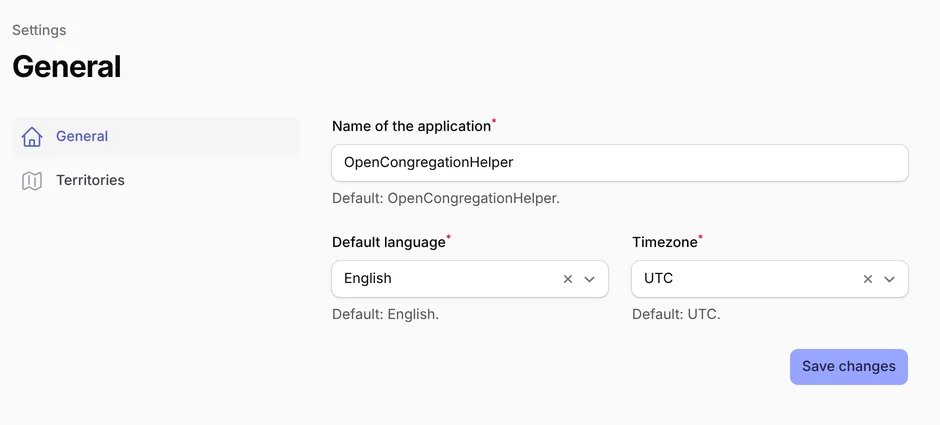 Settings
General
General
Territories
Name of the application*
OpenCongregationHelper
Default: OpenCongregationHelper.
Default language* Timezone*
English UTC
Default: English. Default: UTC.
Save changes